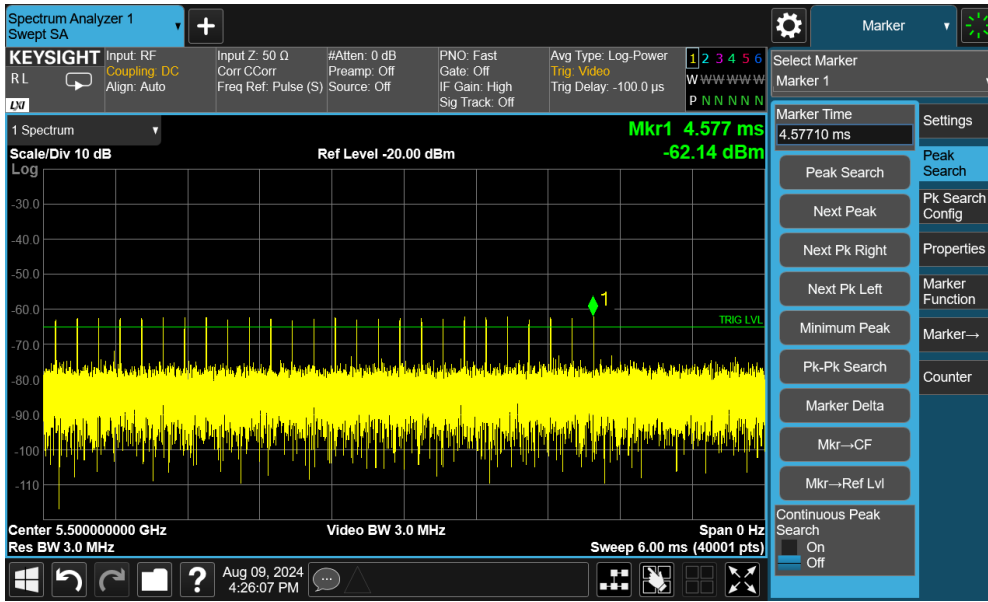 Spectrum Analyzer 1
Swept SA
Marker
KEYSIGHT
R L
LXI
Input: RF
Coupling: DC
Align: Auto
Input Z: 50 Ω
Corr CCorr
Freq Ref: Pulse (S)
#Atten: 0 dB
Preamp: Off
Source: Off
PNO: Fast
Gate: Off
IF Gain: High
Sig Track: Off
Avg Type: Log-Power
Trig: Video
Trig Delay: -100.0 µs
1 2 3 4 5 6
W W W W W W
P N N N N N
Select Marker
Marker 1
1 Spectrum
Scale/Div 10 dB
Log
Ref Level -20.00 dBm
Mkr1 4.577 ms
-62.14 dBm
-30.0
-40.0
-50.0
-60.0
-70.0
-80.0
-90.0
-100
-110
1
TRIG LVL
Center 5.500000000 GHz
Res BW 3.0 MHz
Video BW 3.0 MHz
Span 0 Hz
Sweep 6.00 ms (40001 pts)
Marker Time
4.57710 ms
Peak Search
Next Peak
Next Pk Right
Next Pk Left
Minimum Peak
Pk-Pk Search
Marker Delta
Mkr→CF
Mkr→Ref Lvl
Continuous Peak
Search
On
Off
Settings
Peak
Search
Pk Search
Config
Properties
Marker
Function
Marker→
Counter
?
Aug 09, 2024
4:26:07 PM